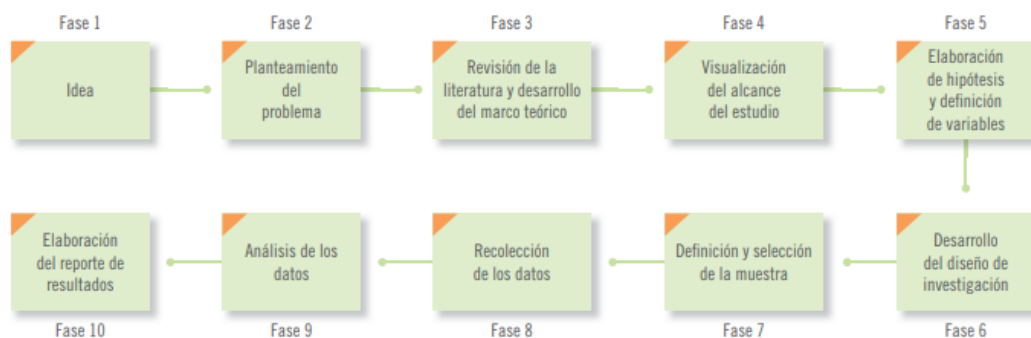 Fase 1
Idea
Fase 2
Planteamiento
del
problema
Fase 3
Revisión de la
literatura y desarrollo
del marco teórico
Fase 4
Visualización
del alcance
del estudio
Fase 5
Elaboración
de hipótesis
y definición
de variables
Desarrollo
del diseño de
investigación
Fase 6
Definición y selección
de la muestra
Fase 7
Recolección
de los datos
Fase 8
Análisis de los
datos
Fase 9
Elaboración
del reporte de
resultados
Fase 10